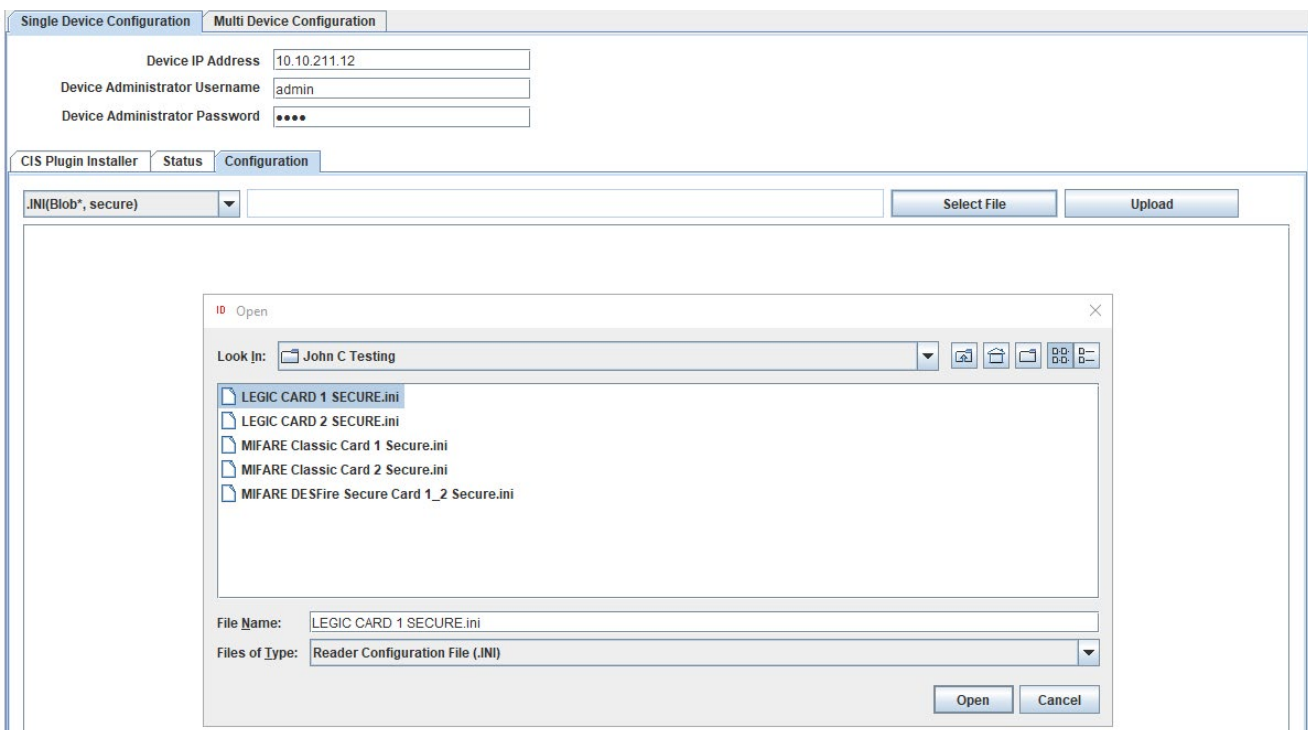 Single Device Configuration Multi Device Configuration
Device IP Address 10.10.211.12
Device Administrator Username admin
Device Administrator Password ••••
CIS Plugin Installer Status Configuration
.INI(Blob*, secure) Select File Upload
ID Open
Look In: John C Testing
LEGIC CARD 1 SECURE.ini
LEGIC CARD 2 SECURE.ini
MIFARE Classic Card 1 Secure.ini
MIFARE Classic Card 2 Secure.ini
MIFARE DESFire Secure Card 1_2 Secure.ini
File Name: LEGIC CARD 1 SECURE.ini
Files of Type: Reader Configuration File (.INI)
Open Cancel